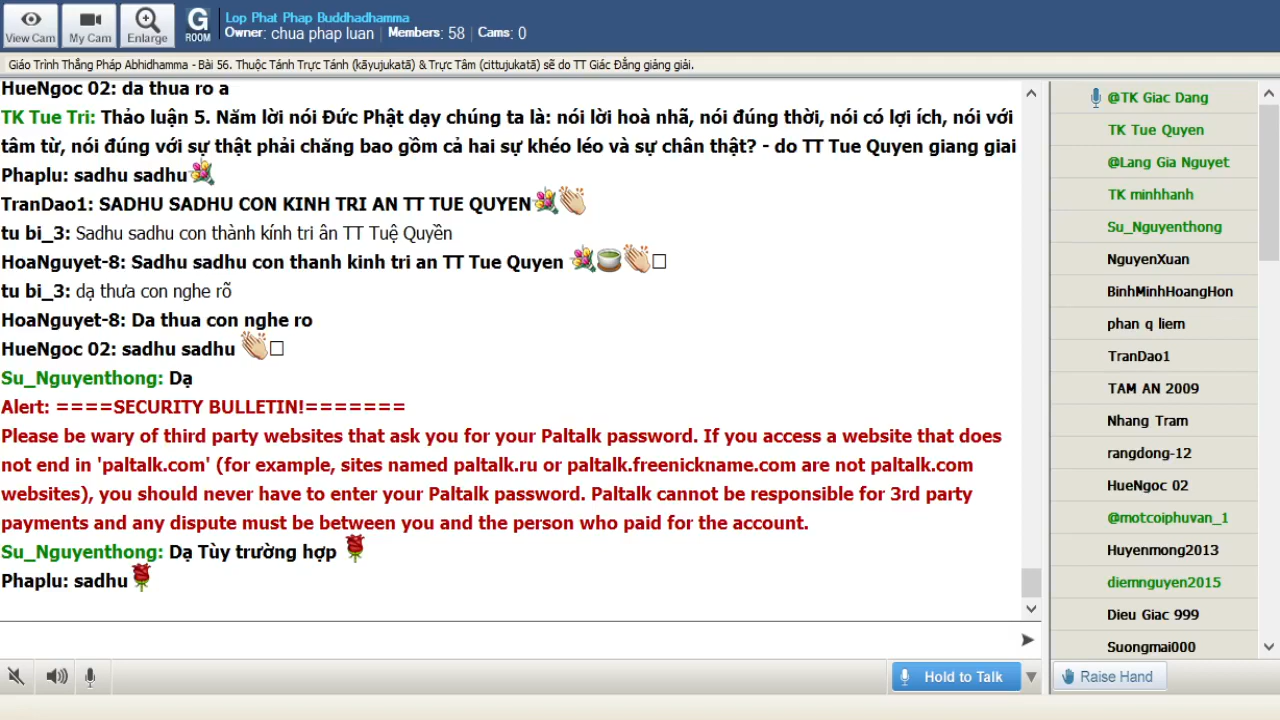 View Cam
My Cam
Enlarge
G
ROOM
Lop Phat Phap Buddhadhamma
Owner: chua phap luan
Members: 58
Cams: 0
Giáo Trình Thắng Pháp Abhidhamma - Bài 56. Thuộc Tánh Trực Tánh (kāyujukatā) & Trực Tâm (cittujukatā) sẽ do TT Giác Đẳng giảng giải.
HueNgoc 02: da thua ro a
TK Tue Tri: Thảo luận 5. Năm lời nói Đức Phật dạy chúng ta là: nói lời hoà nhã, nói đúng thời, nói có lợi ích, nói với
tâm từ, nói đúng với sự thật phải chăng bao gồm cả hai sự khéo léo và sự chân thật? - do TT Tue Quyen giang giai
Phaplu: sadhu sadhu
TranDao1: SADHU SADHU CON KINH TRI AN TT TUE QUYEN
tu bi_3: Sadhu sadhu con thành kính tri ân TT Tuệ Quyền
HoaNguyet-8: Sadhu sadhu con thanh kinh tri an TT Tue Quyen
tu bi_3: dạ thưa con nghe rõ
HoaNguyet-8: Da thua con nghe ro
HueNgoc 02: sadhu sadhu
Su_Nguyenthong: Dạ
Alert: ====SECURITY BULLETIN!=======
Please be wary of third party websites that ask you for your Paltalk password. If you access a website that does
not end in 'paltalk.com' (for example, sites named paltalk.ru or paltalk.freenickname.com are not paltalk.com
websites), you should never have to enter your Paltalk password. Paltalk cannot be responsible for 3rd party
payments and any dispute must be between you and the person who paid for the account.
Su_Nguyenthong: Dạ Tùy trường hợp
Phaplu: sadhu
@TK Giac Dang
TK Tue Quyen
@Lang Gia Nguyet
TK minhhanh
Su_Nguyenthong
NguyenXuan
BinhMinhHoangHon
phan q liem
TranDao1
TAM AN 2009
Nhang Tram
rangdong-12
HueNgoc 02
@motcoiphuvan_1
Huyenmong2013
diemnguyen2015
Dieu Giac 999
Suongmai000
Hold to Talk
Raise Hand